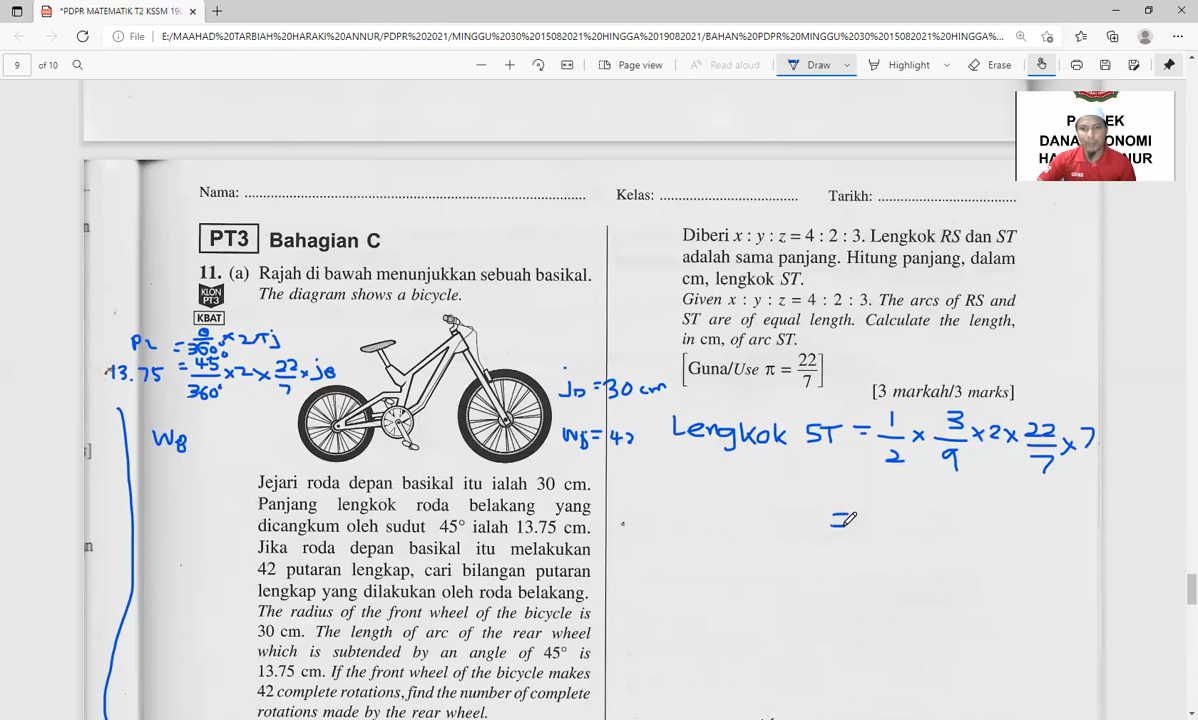 *PDPR MATEMATIK T2 KSSM 190
File
E:/MAAHAD%20TARBIAH%20HARAKI%20ANNUR/PDPR%202021/MINGGU%2030%2015082021%20HINGGA%2019082021/BAHAN%20PDPR%20MINGGU%2030%2015082021%20HINGGA%...
9 of 10
Page view
Read aloud
Draw
Highlight
Erase
DANA
HA
Nama:
Kelas:
Tarikh:
PT3 Bahagian C
11. (a) Rajah di bawah menunjukkan sebuah basikal.
The diagram shows a bicycle.
KLON
PT3
KBAT
= θ/360° × 2πj
13.75 = 45/360° × 2 × 22/7 × jB
jD = 30 cm
WB
Jejari roda depan basikal itu ialah 30 cm.
Panjang lengkok roda belakang yang
dicangkum oleh sudut 45° ialah 13.75 cm.
Jika roda depan basikal itu melakukan
42 putaran lengkap, cari bilangan putaran
lengkap yang dilakukan oleh roda belakang.
The radius of the front wheel of the bicycle is
30 cm. The length of arc of the rear wheel
which is subtended by an angle of 45° is
13.75 cm. If the front wheel of the bicycle makes
42 complete rotations, find the number of complete
rotations made by the rear wheel.
Diberi x : y : z = 4 : 2 : 3. Lengkok RS dan ST
adalah sama panjang. Hitung panjang, dalam
cm, lengkok ST.
Given x : y : z = 4 : 2 : 3. The arcs of RS and
ST are of equal length. Calculate the length,
in cm, of arc ST.
[Guna/Use π = 22/7]
[3 markah/3 marks]
Lengkok ST = 1/2 × 3/9 × 2 × 22/7 × 7
=